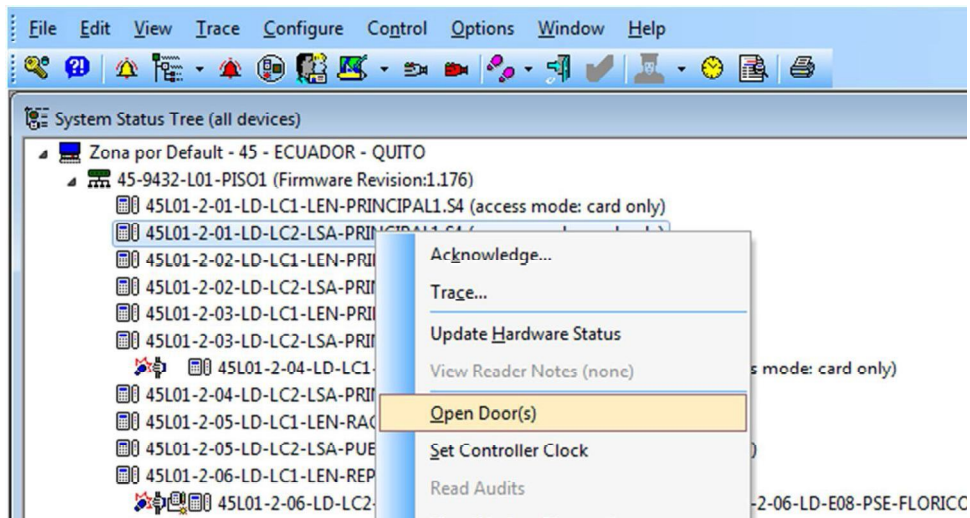 File Edit View Trace Configure Control Options Window Help
System Status Tree (all devices)
Zona por Default - 45 - ECUADOR - QUITO
45-9432-L01-PISO1 (Firmware Revision:1.176)
45L01-2-01-LD-LC1-LEN-PRINCIPAL1.S4 (access mode: card only)
45L01-2-01-LD-LC2-LSA-PRINCIPAL1.S4 (access mode: card only)
45L01-2-02-LD-LC1-LEN-PRI
45L01-2-02-LD-LC2-LSA-PRI
45L01-2-03-LD-LC1-LEN-PRI
45L01-2-03-LD-LC2-LSA-PRI
45L01-2-04-LD-LC1- s mode: card only)
45L01-2-04-LD-LC2-LSA-PRI
45L01-2-05-LD-LC1-LEN-RAC
45L01-2-05-LD-LC2-LSA-PUE )
45L01-2-06-LD-LC1-LEN-REP
45L01-2-06-LD-LC2- -2-06-LD-E08-PSE-FLORICO
Acknowledge...
Trace...
Update Hardware Status
View Reader Notes (none)
Open Door(s)
Set Controller Clock
Read Audits